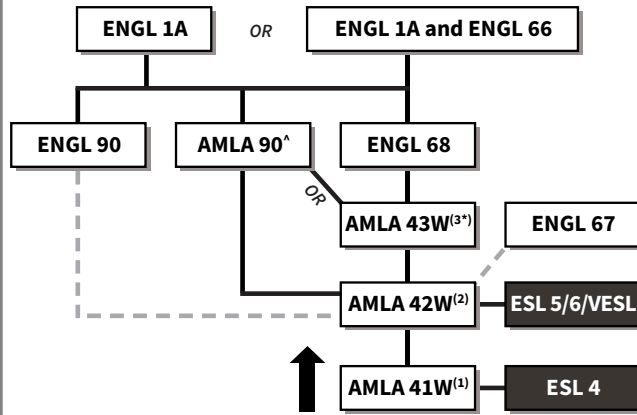 ENGL 1A OR ENGL 1A and ENGL 66
ENGL 90 AMLA 90^ ENGL 68
OR
AMLA 43W(3*) ENGL 67
AMLA 42W(2) ESL 5/6/VESL
AMLA 41W(1) ESL 4